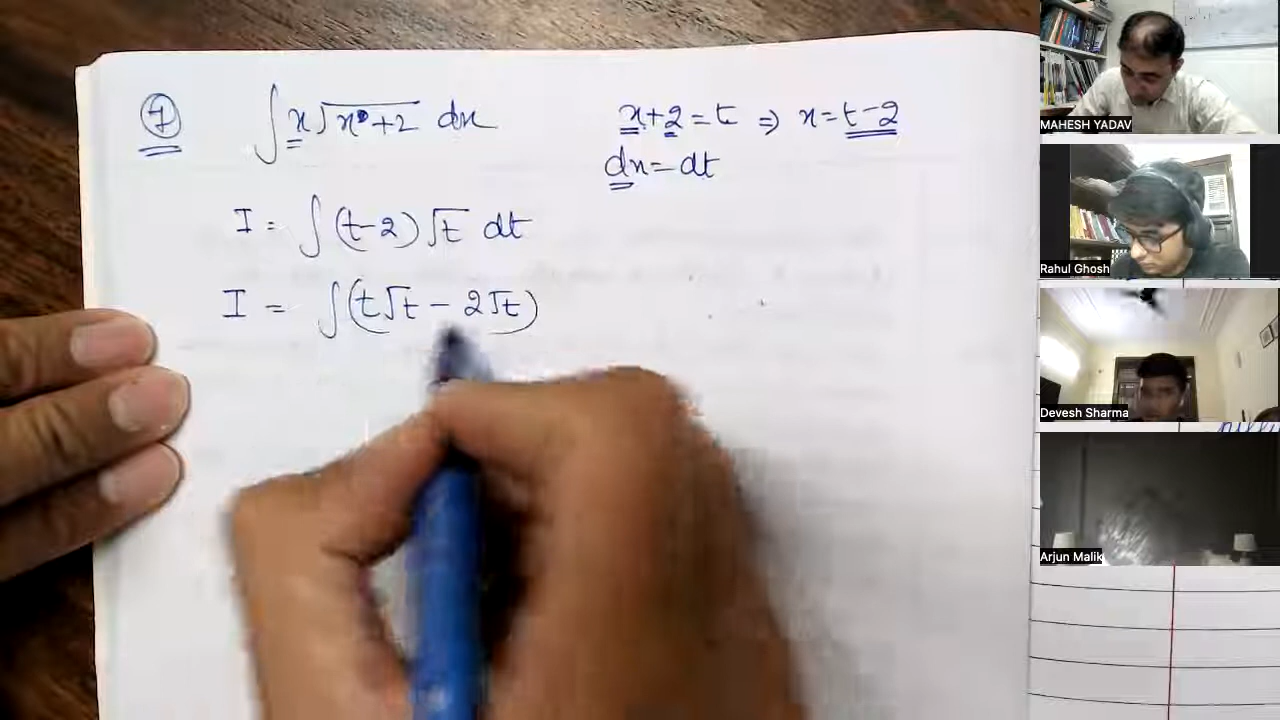 7 ∫ x √x+2 dx
x+2 = t ⇒ x = t-2
dx = dt
I = ∫ (t-2) √t dt
I = ∫ (t√t - 2√t)
MAHESH YADAV
Rahul Ghosh
Devesh Sharma
Arjun Malik